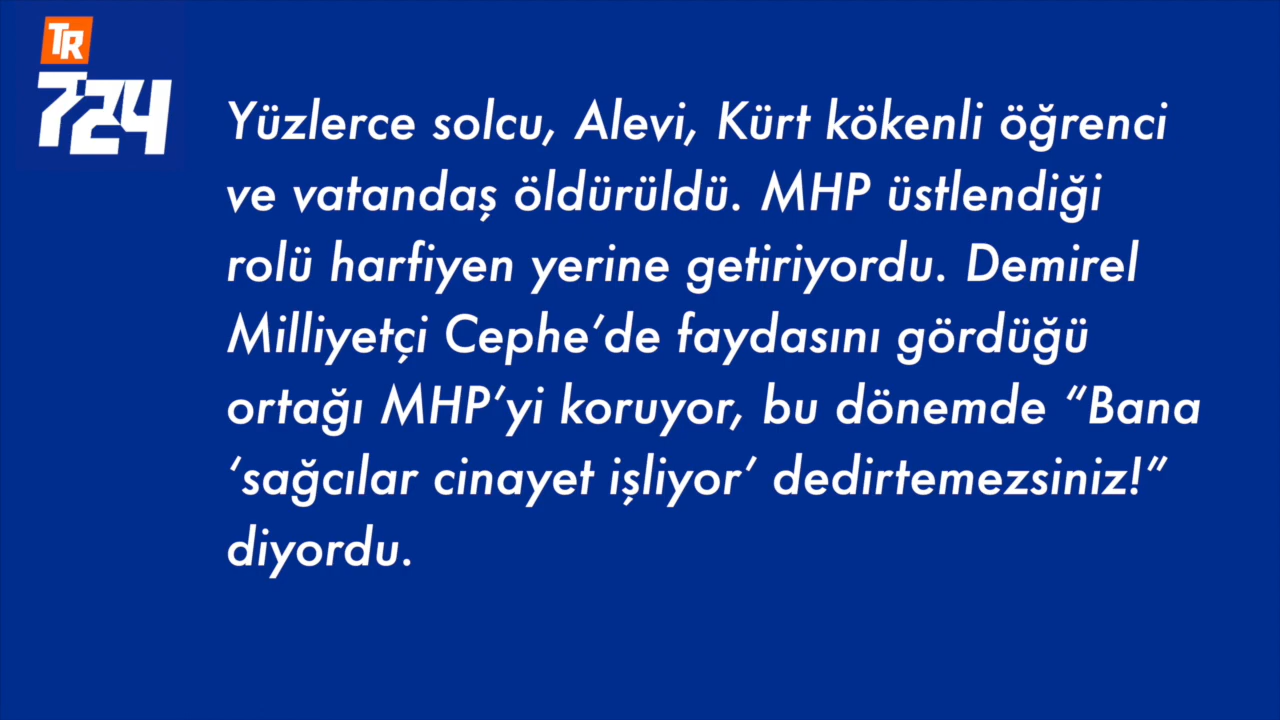 TR
724
Yüzlerce solcu, Alevi, Kürt kökenli öğrenci
ve vatandaş öldürüldü. MHP üstlendiği
rolü harfiyen yerine getiriyordu. Demirel
Milliyetçi Cephe’de faydasını gördüğü
ortağı MHP’yi koruyor, bu dönemde “Bana
‘sağcılar cinayet işliyor’ dedirtemezsiniz!”
diyordu.